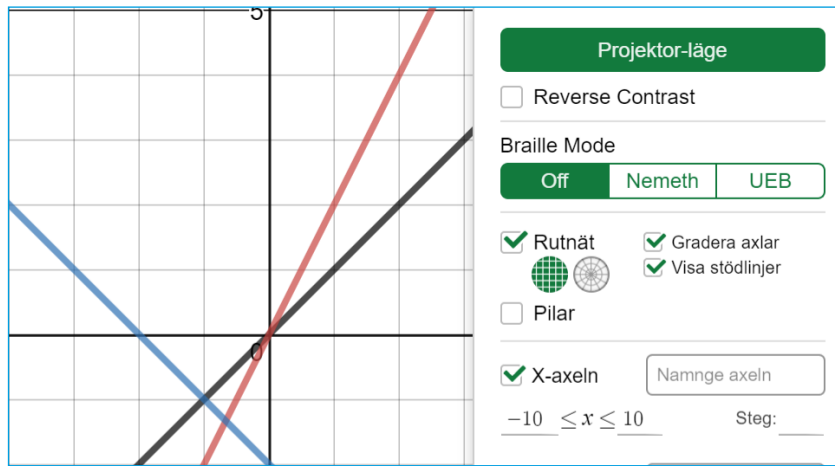 5
0
Projektor-läge
Reverse Contrast
Braille Mode
Off Nemeth UEB
Rutnät Gradera axlar
Visa stödlinjer
Pilar
X-axeln Namnge axeln
−10 ≤ x ≤ 10 Steg: